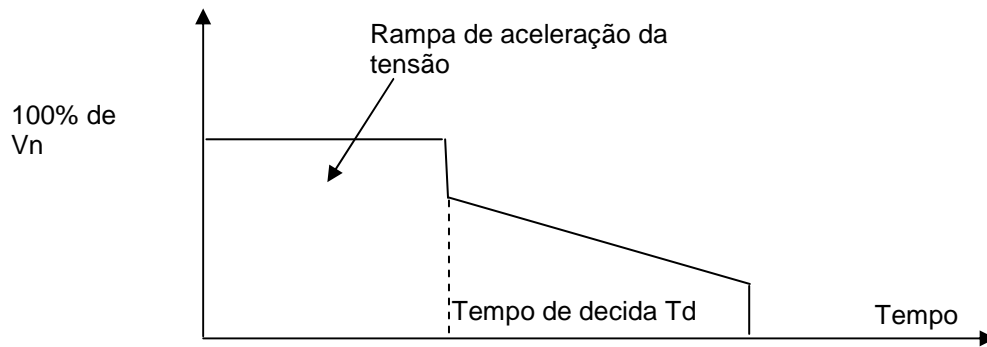 Rampa de aceleração da
tensão
100% de
Vn
Tempo de decida Td
Tempo